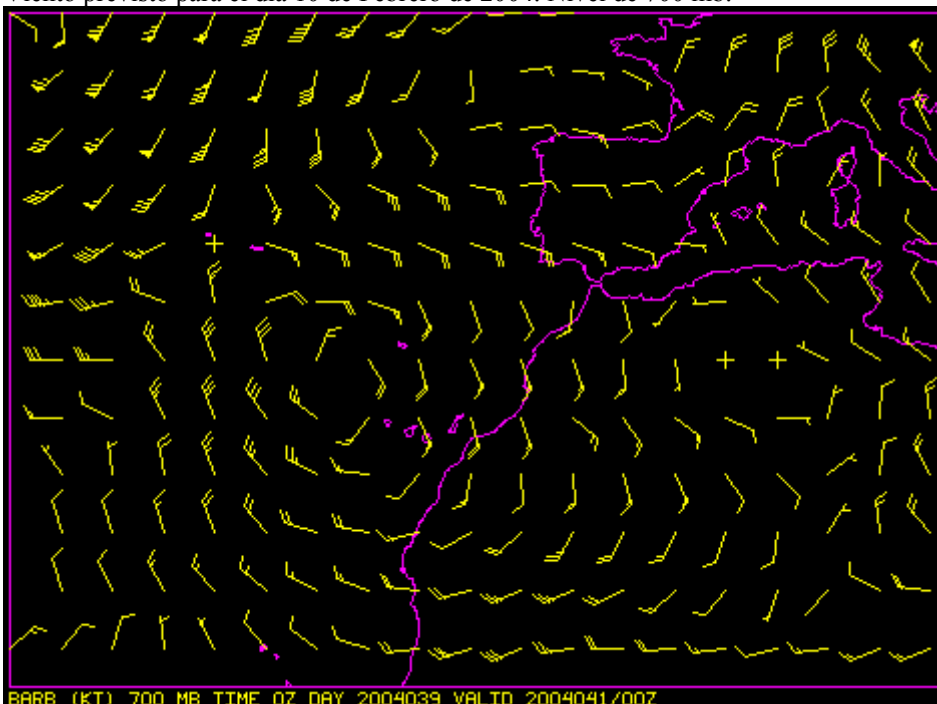 Viento previsto para el día 10 de Febrero de 2004. Nivel de 700 mb.
BARB (KT) 700 MB TIME 0Z DAY 2004039 VALID 2004041/00Z